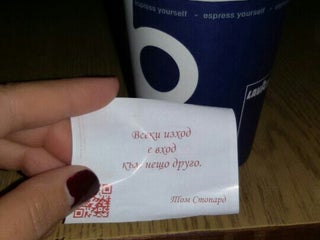 espress yourself - espress yourself -
Всеки изход
е вход
към нещо друго.
Том Стопард